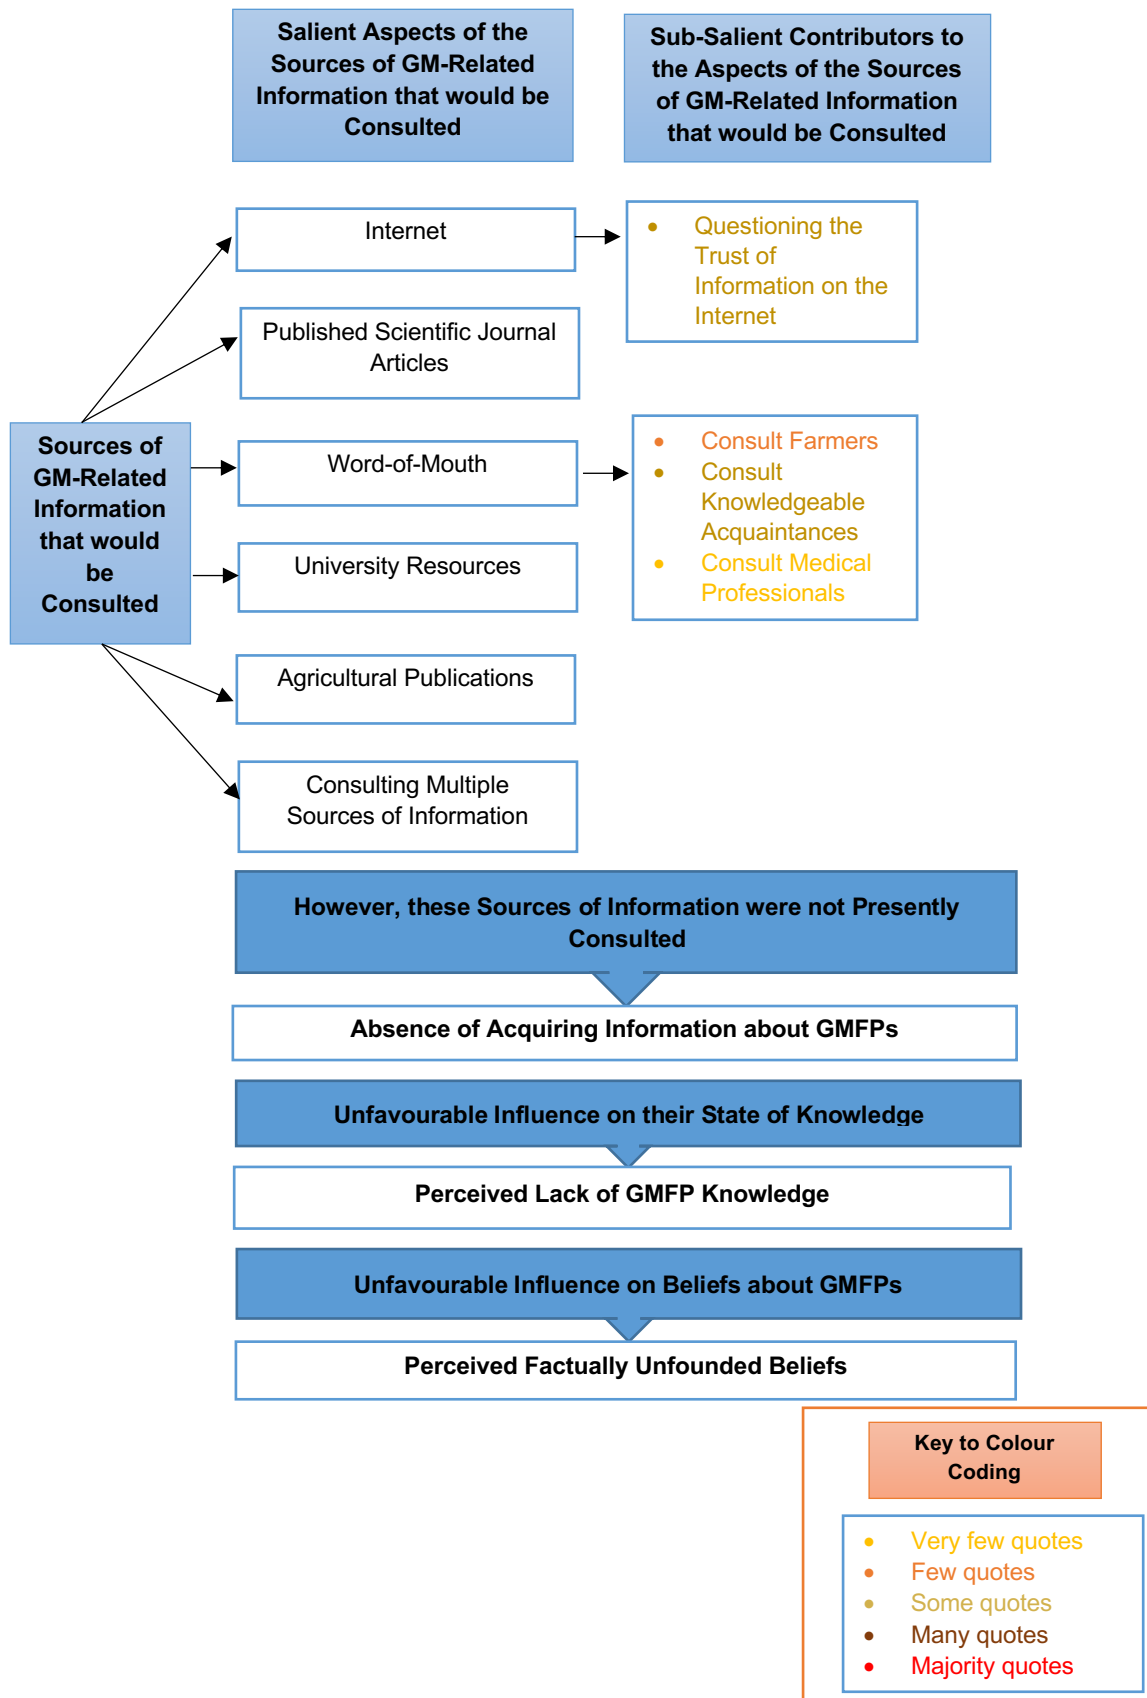 Salient Aspects of the
Sources of GM-Related
Information that would be
Consulted
Sub-Salient Contributors to
the Aspects of the Sources
of GM-Related Information
that would be Consulted
Internet
Questioning the
Trust of
Information on the
Internet
Published Scientific Journal
Articles
Sources of
GM-Related
Information
that would
be
Consulted
Word-of-Mouth
Consult Farmers
Consult
Knowledgeable
Acquaintances
Consult Medical
Professionals
University Resources
Agricultural Publications
Consulting Multiple
Sources of Information
However, these Sources of Information were not Presently
Consulted
Absence of Acquiring Information about GMFPs
Unfavourable Influence on their State of Knowledge
Perceived Lack of GMFP Knowledge
Unfavourable Influence on Beliefs about GMFPs
Perceived Factually Unfounded Beliefs
Key to Colour
Coding
Very few quotes
Few quotes
Some quotes
Many quotes
Majority quotes